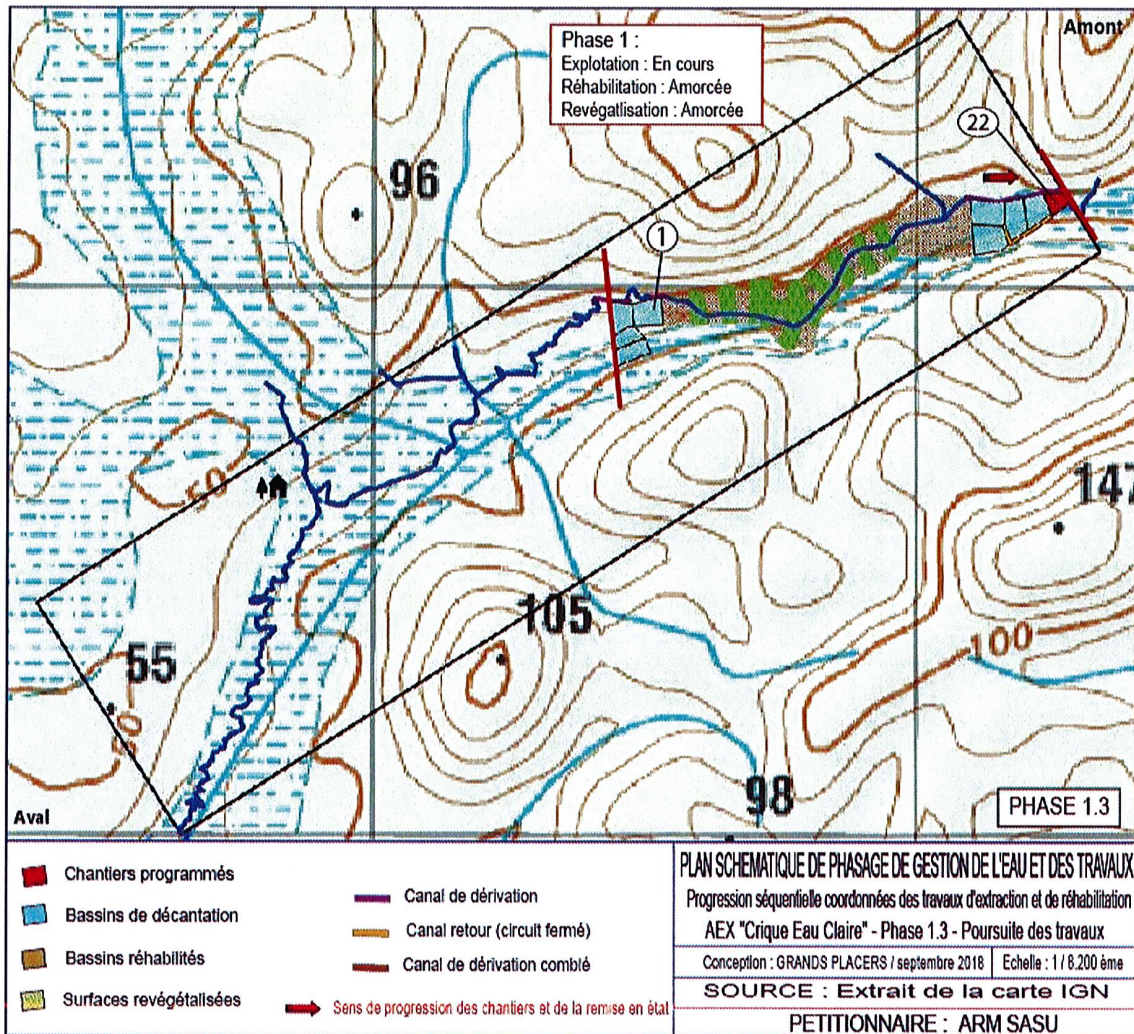 Amont
Phase 1 :
Explotation : En cours
Réhabilitation : Amorcée
Revégatlisation : Amorcée
22
96
1
50
147
105
100
55
50
98
Aval
PHASE 1.3
Chantiers programmés
Bassins de décantation
Bassins réhabilités
Surfaces revégétalisées
Canal de dérivation
Canal retour (circuit fermé)
Canal de dérivation comblé
Sens de progression des chantiers et de la remise en état
PLAN SCHEMATIQUE DE PHASAGE DE GESTION DE L'EAU ET DES TRAVAUX
Progression séquentielle coordonnées des travaux d'extraction et de réhabilitation
AEX "Crique Eau Claire" - Phase 1.3 - Poursuite des travaux
Conception : GRANDS PLACERS / septembre 2018
Echelle : 1 / 8.200 ème
SOURCE : Extrait de la carte IGN
PETITIONNAIRE : ARM SASU